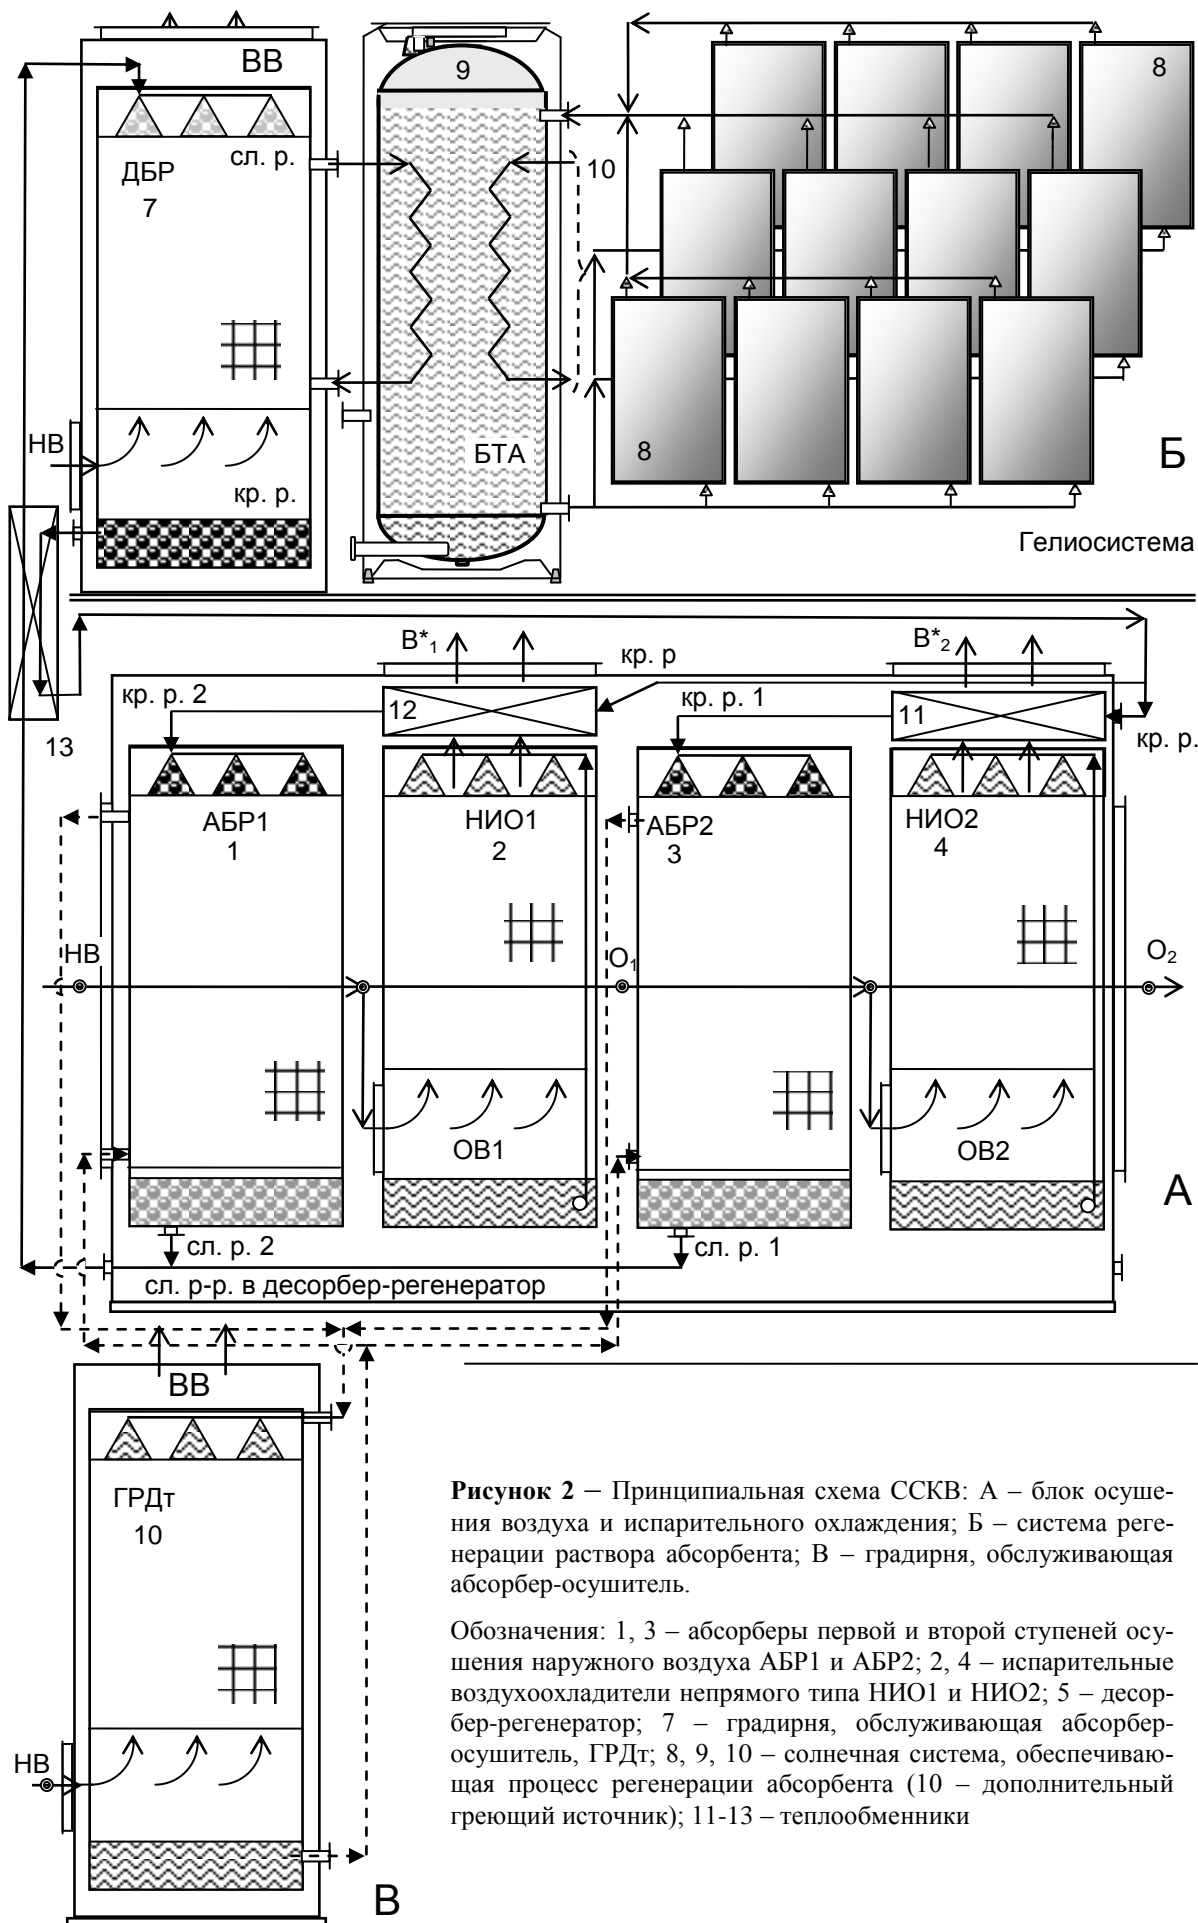 ВВ
9
8
сл. р.
ДБР
7
10
НВ
кр. р.
БТА
8
Б
Гелиосистема
В*1
кр. р
В*2
кр. р. 2
12
кр. р. 1
11
кр. р.
13
АБР1
1
НИО1
2
АБР2
3
НИО2
4
НВ
О1
О2
ОВ1
ОВ2
А
сл. р. 2
сл. р. 1
сл. р-р. в десорбер-регенератор
ВВ
ГРДт
10
НВ
В
Рисунок 2 – Принципиальная схема ССКВ: А – блок осуше-
ния воздуха и испарительного охлаждения; Б – система реге-
нерации раствора абсорбента; В – градирня, обслуживающая
абсорбер-осушитель.
Обозначения: 1, 3 – абсорберы первой и второй ступеней осу-
шения наружного воздуха АБР1 и АБР2; 2, 4 – испарительные
воздухоохладители непрямого типа НИО1 и НИО2; 5 – десор-
бер-регенератор; 7 – градирня, обслуживающая абсорбер-
осушитель, ГРДт; 8, 9, 10 – солнечная система, обеспечиваю-
щая процесс регенерации абсорбента (10 – дополнительный
греющий источник); 11-13 – теплообменники